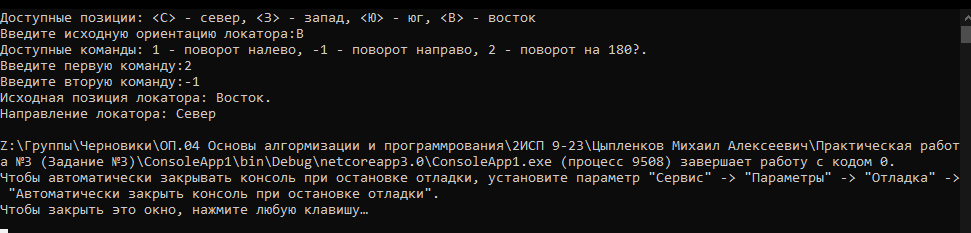 Доступные позиции: <С> - север, <З> - запад, <Ю> - юг, <В> - восток
Введите исходную ориентацию локатора:В
Доступные команды: 1 - поворот налево, -1 - поворот направо, 2 - поворот на 180?.
Введите первую команду:2
Введите вторую команду:-1
Исходная позиция локатора: Восток.
Направление локатора: Север
Z:\Группы\Черновики\ОП.04 Основы алгормизации и программирования\2ИСП 9-23\Цыпленков Михаил Алексеевич\Практическая работ
а №3 (Задание №3)\ConsoleApp1\bin\Debug\netcoreapp3.0\ConsoleApp1.exe (процесс 9508) завершает работу с кодом 0.
Чтобы автоматически закрывать консоль при остановке отладки, установите параметр "Сервис" -> "Параметры" -> "Отладка" ->
"Автоматически закрыть консоль при остановке отладки".
Чтобы закрыть это окно, нажмите любую клавишу…